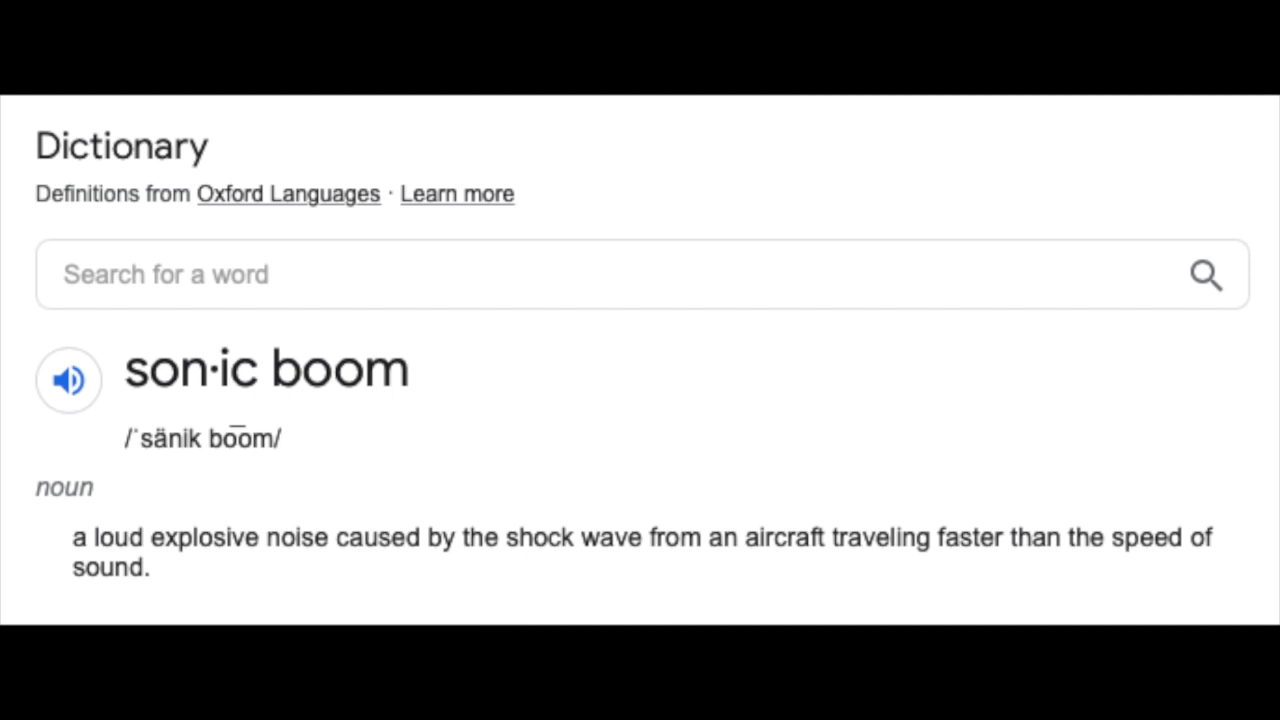 Dictionary
Definitions from Oxford Languages · Learn more
Search for a word
son·ic boom
/ˈsänik bo͞om/
noun
a loud explosive noise caused by the shock wave from an aircraft traveling faster than the speed of
sound.